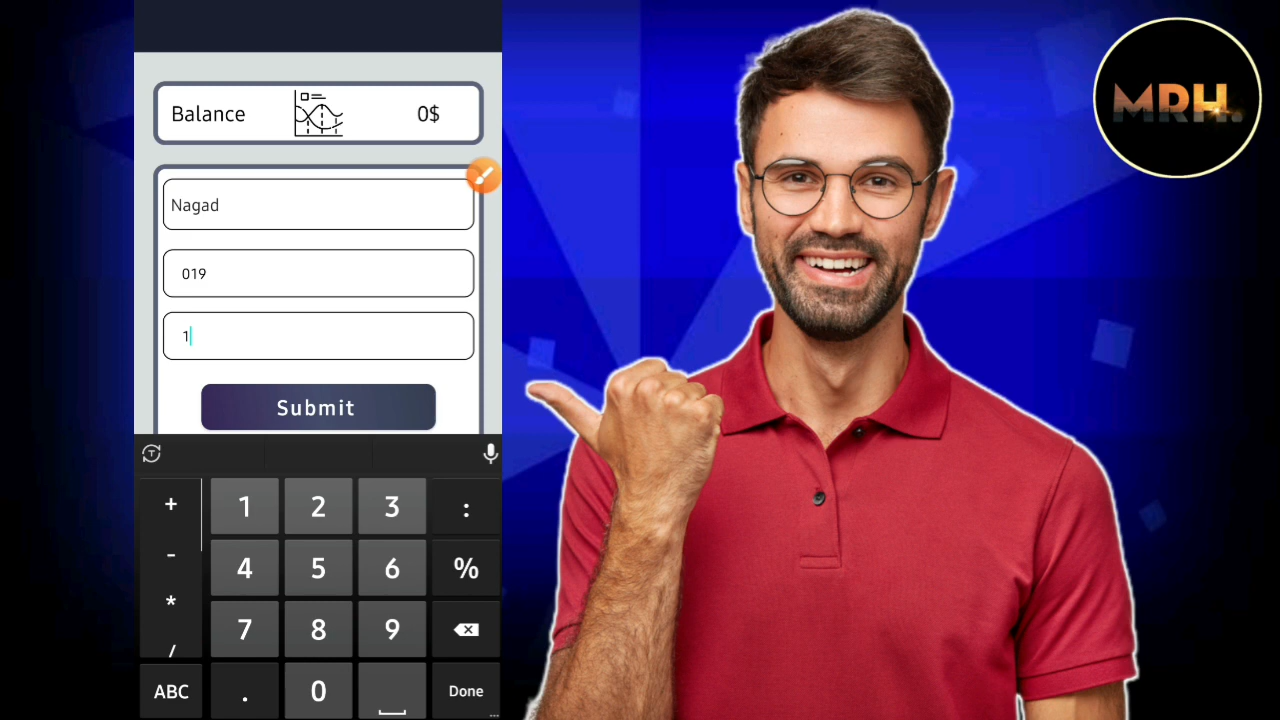 MRH.
Balance 0$
Nagad
019
1
Submit
+ 1 2 3 :
- 4 5 6 %
*
/ 7 8 9
ABC . 0 Done